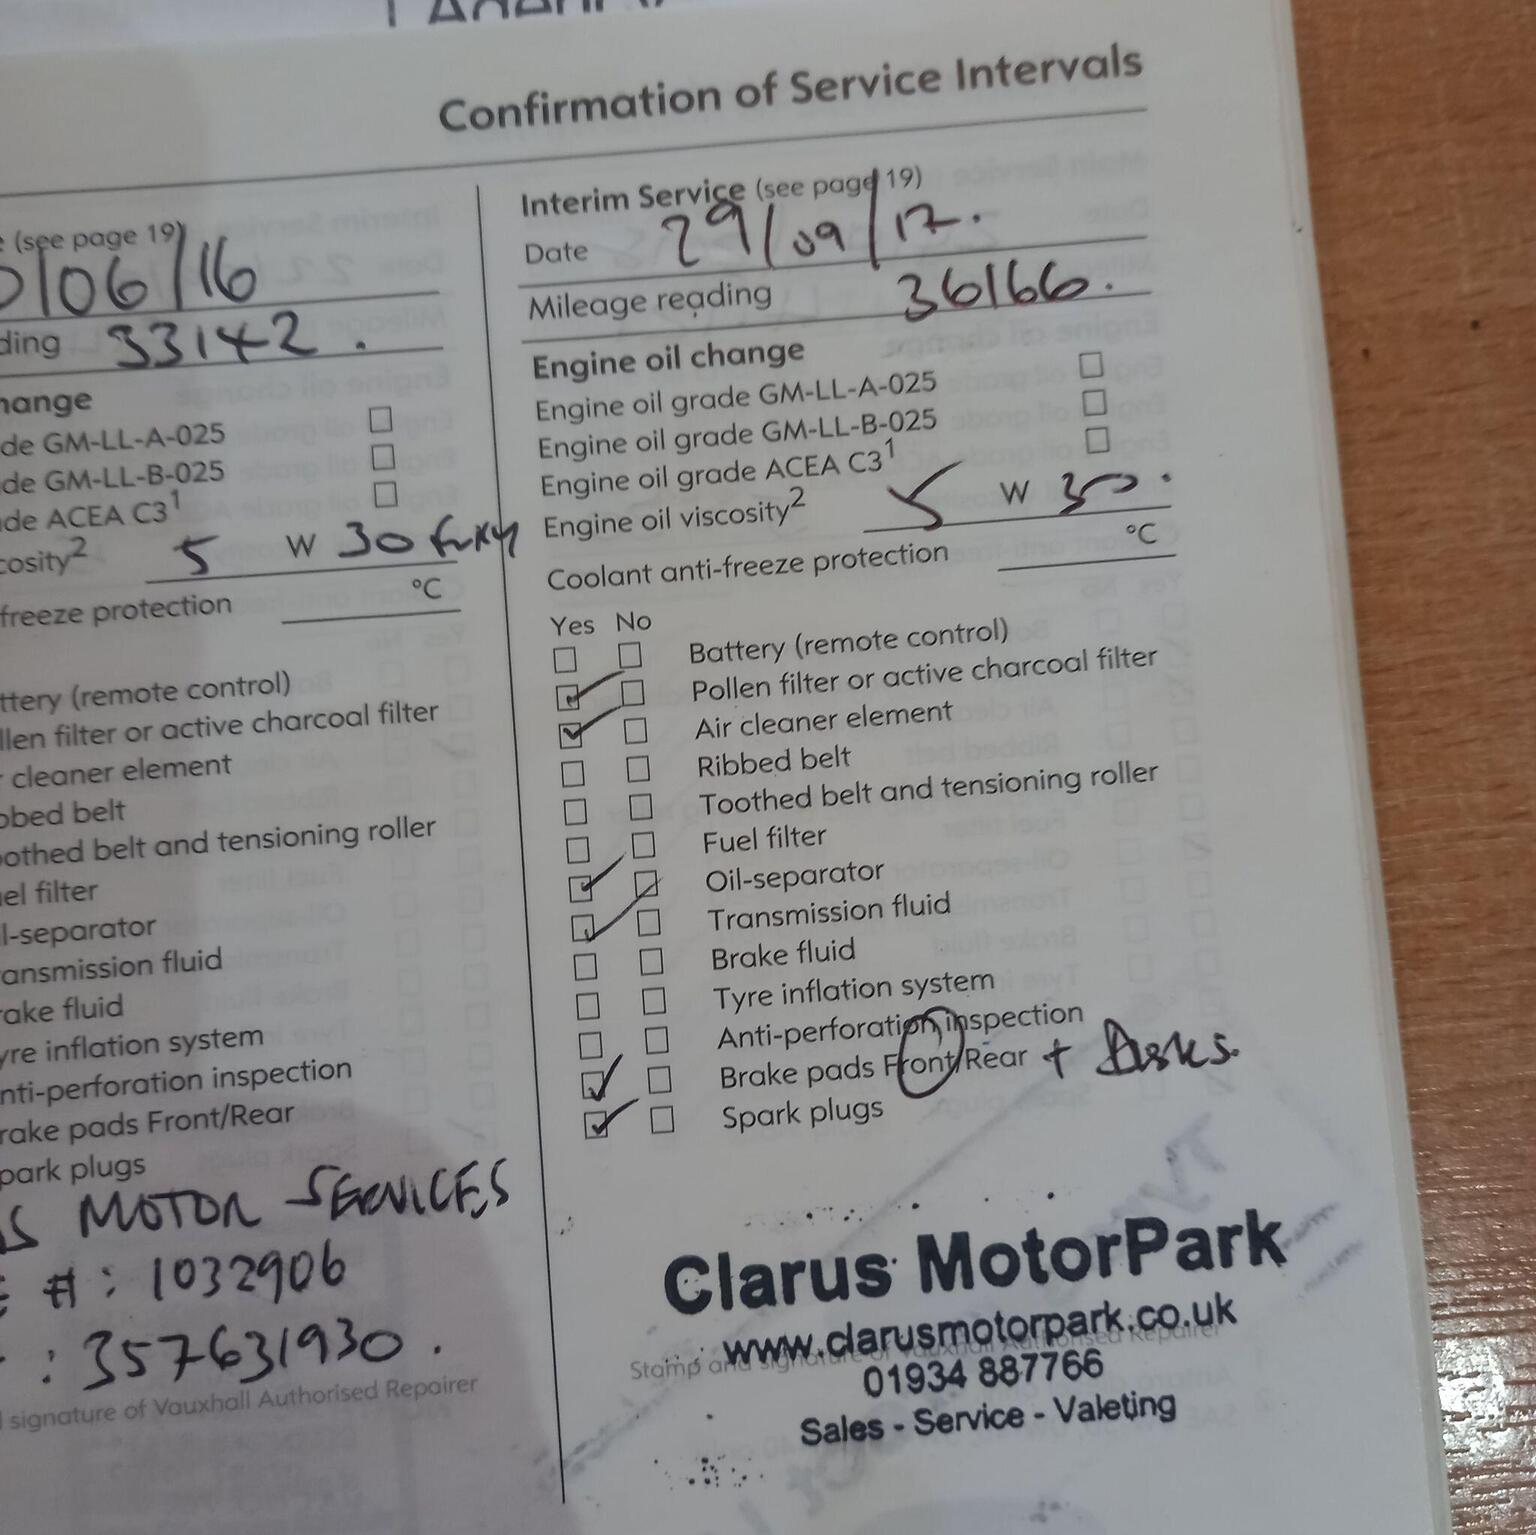 Confirmation of Service Intervals
(see page 19)
/06/16
ding 33142.
hange
de GM-LL-A-025
de GM-LL-B-025
de ACEA C3¹
cosity² 5 W 30
freeze protection °C
ttery (remote control)
llen filter or active charcoal filter
r cleaner element
bbed belt
oothed belt and tensioning roller
el filter
il-separator
ransmission fluid
rake fluid
yre inflation system
nti-perforation inspection
rake pads Front/Rear
park plugs
MOTOR SERVICES
#: 1032906
: 357631930.
signature of Vauxhall Authorised Repairer
Interim Service (see page 19)
Date 29/09/17.
Mileage reading 36166.
Engine oil change
Engine oil grade GM-LL-A-025
Engine oil grade GM-LL-B-025
Engine oil grade ACEA C3¹
Engine oil viscosity² 5 W 30.
Coolant anti-freeze protection °C
Yes No
Battery (remote control)
Pollen filter or active charcoal filter
Air cleaner element
Ribbed belt
Toothed belt and tensioning roller
Fuel filter
Oil-separator
Transmission fluid
Brake fluid
Tyre inflation system
Anti-perforation inspection
Brake pads Front/Rear + Disks.
Spark plugs
Clarus MotorPark
www.clarusmotorpark.co.uk
Stamp and signature of Vauxhall Authorised Repairer
01934 887766
Sales - Service - Valeting